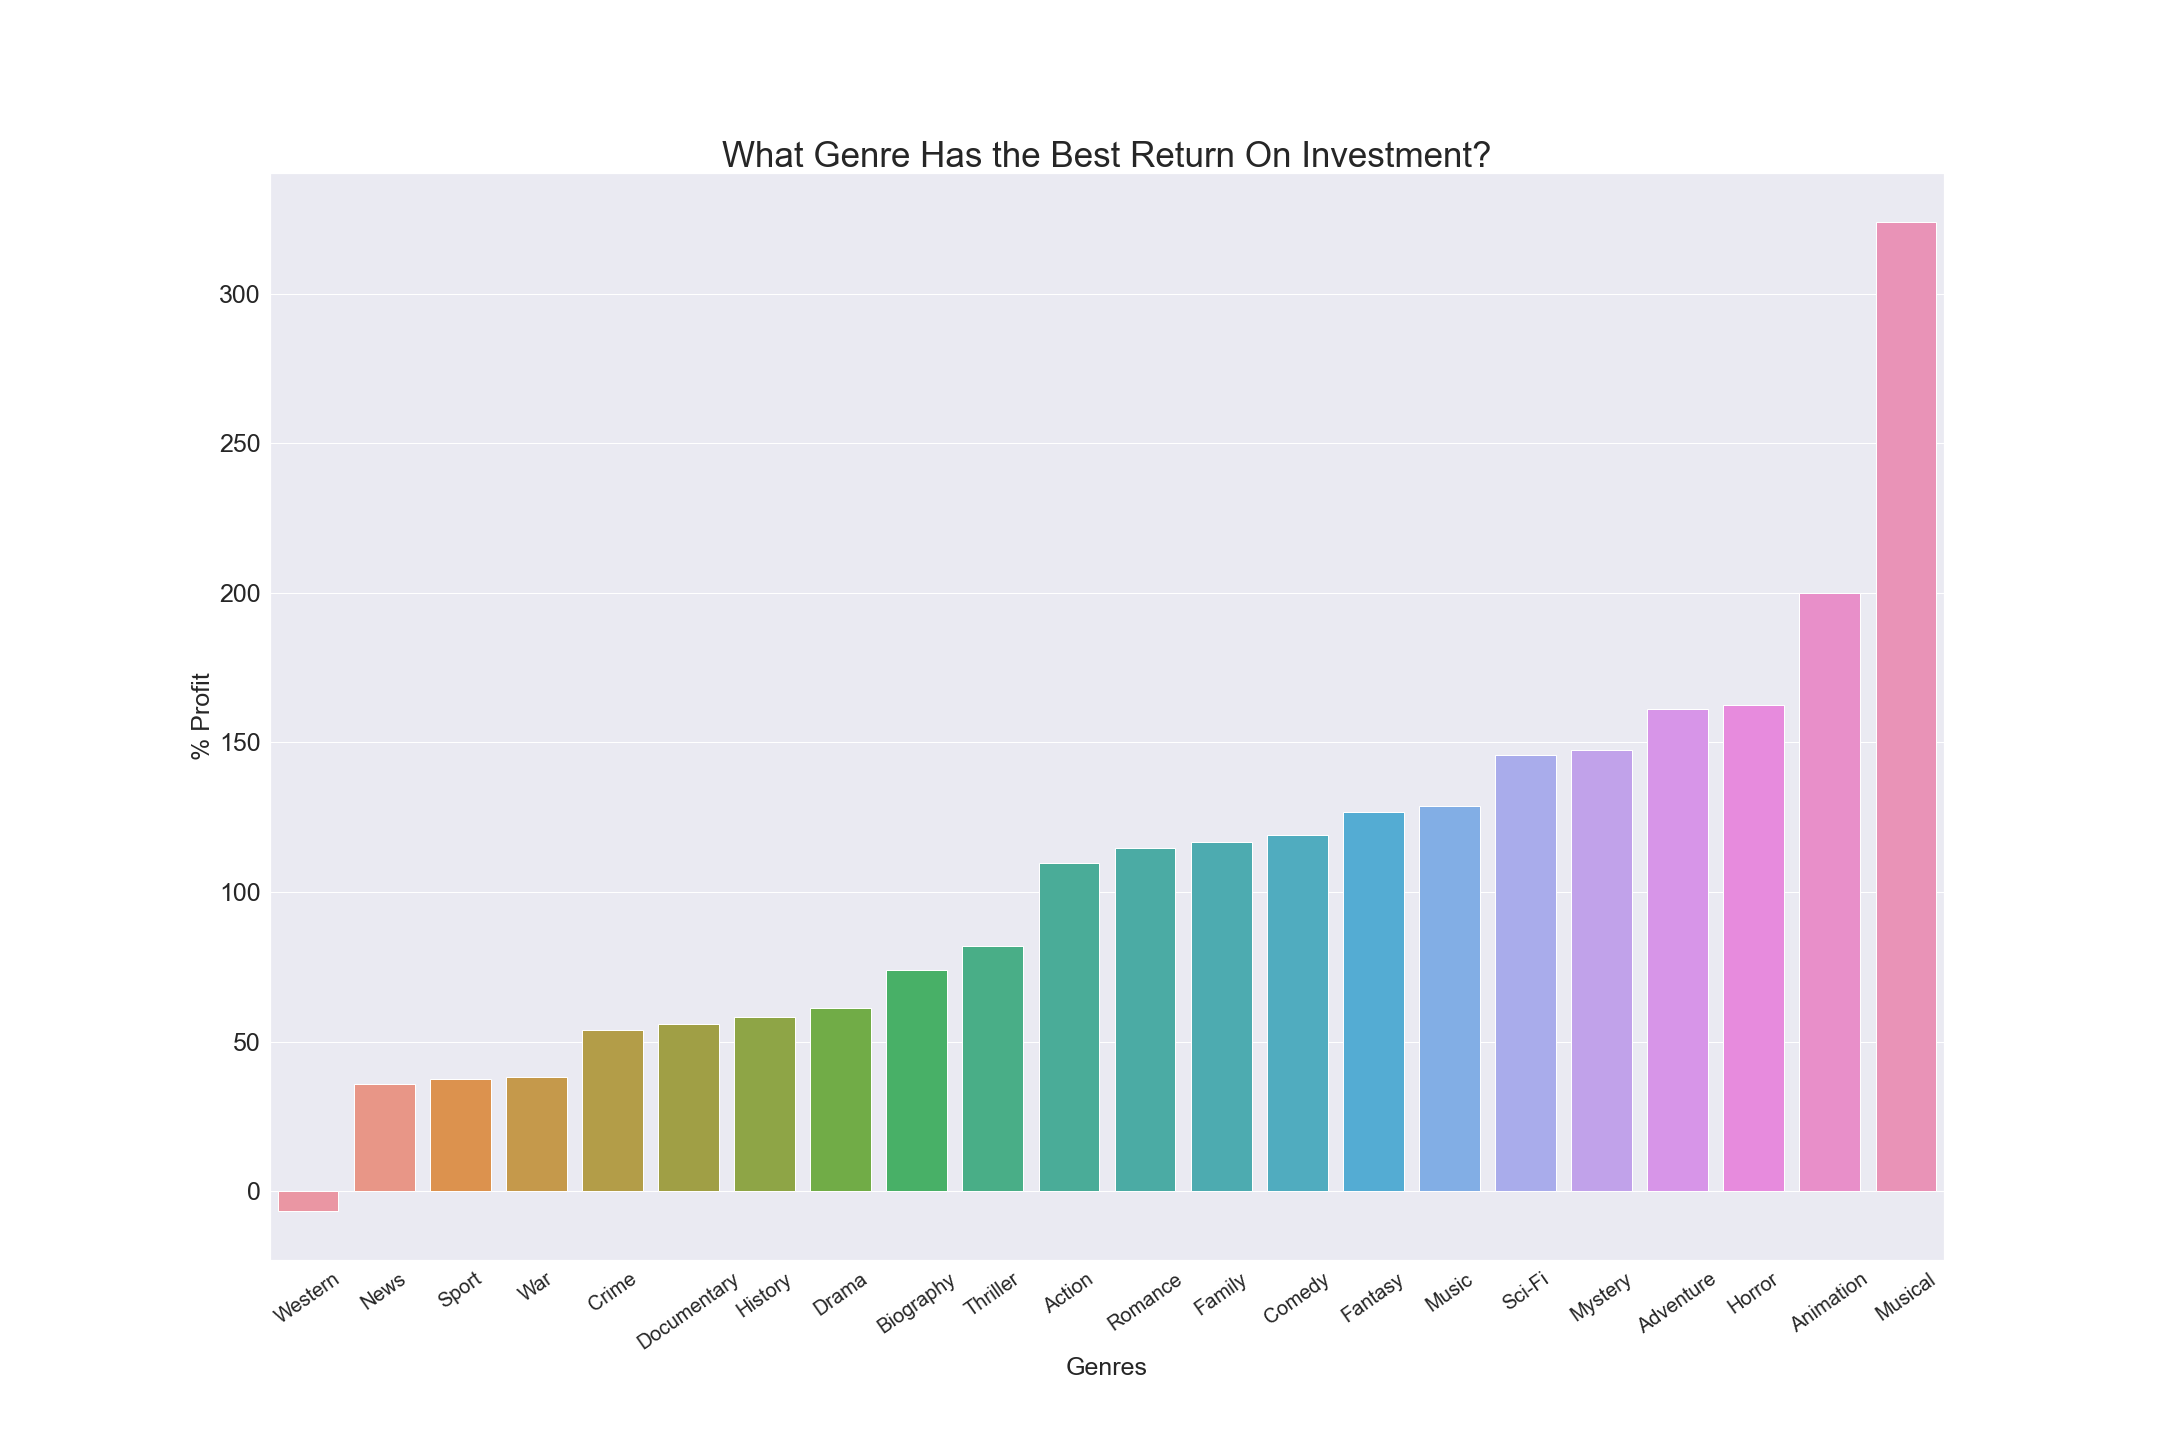 What Genre Has the Best Return On Investment?
300
250
200
150
100
50
0
% Profit
Western
News
Sport
War
Crime
Documentary
History
Drama
Biography
Thriller
Action
Romance
Family
Comedy
Fantasy
Music
Sci-Fi
Mystery
Adventure
Horror
Animation
Musical
Genres